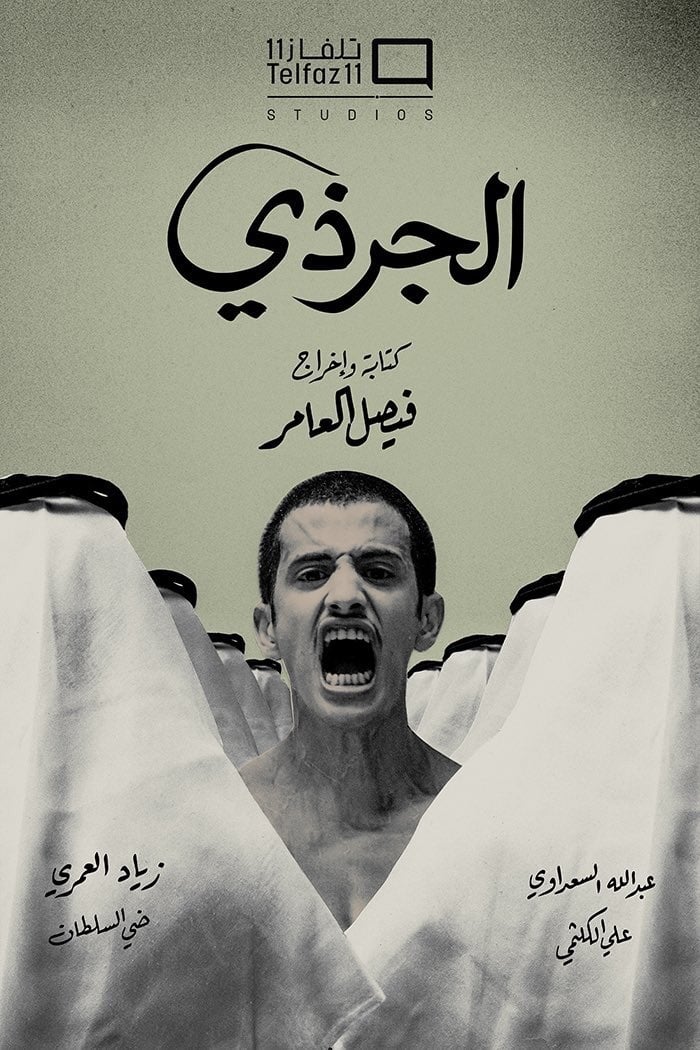 تلفاز11
Telfaz11
STUDIOS
الجرذي
كتابة وإخراج
فيصل العامر
عبدالله السعداوي
علي الكلثمي
زياد العمري
ضي السلطان